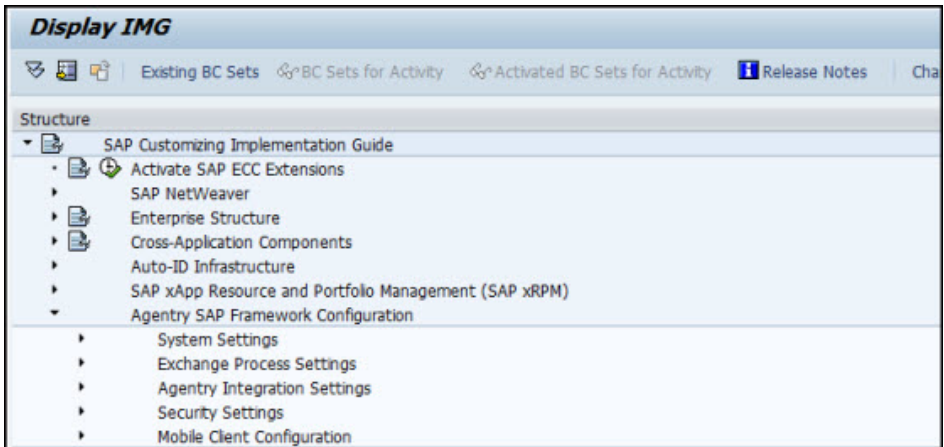 Display IMG
Existing BC Sets BC Sets for Activity Activated BC Sets for Activity Release Notes Cha
Structure
SAP Customizing Implementation Guide
Activate SAP ECC Extensions
SAP NetWeaver
Enterprise Structure
Cross-Application Components
Auto-ID Infrastructure
SAP xApp Resource and Portfolio Management (SAP xRPM)
Agentry SAP Framework Configuration
System Settings
Exchange Process Settings
Agentry Integration Settings
Security Settings
Mobile Client Configuration